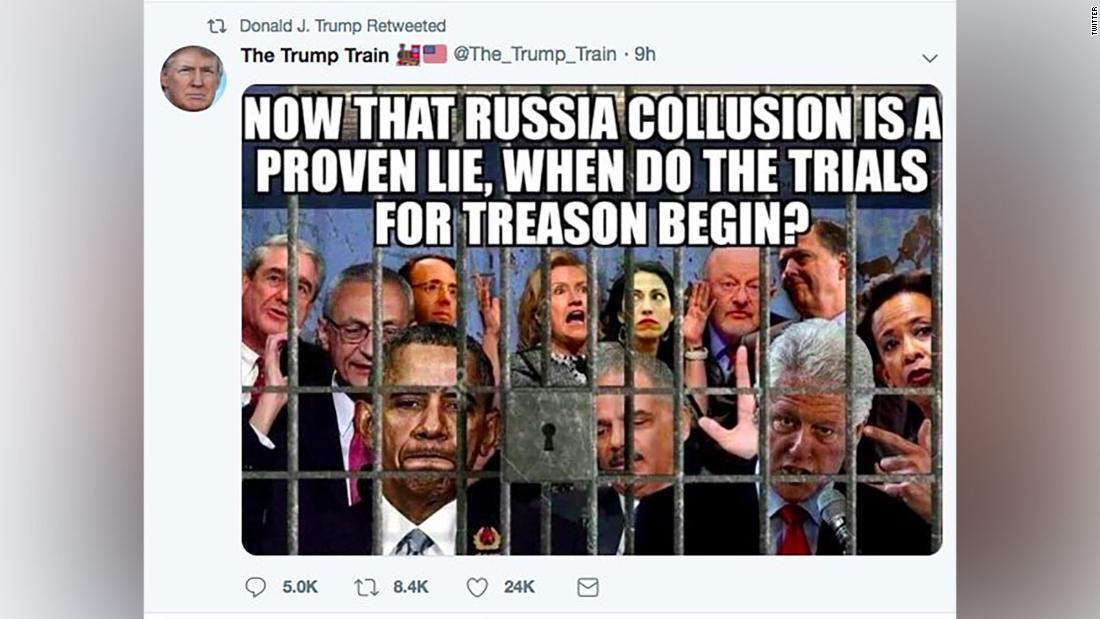 TWITTER
Donald J. Trump Retweeted
The Trump Train 🚂🇺🇸 @The_Trump_Train · 9h
NOW THAT RUSSIA COLLUSION IS A
PROVEN LIE, WHEN DO THE TRIALS
FOR TREASON BEGIN?
5.0K 8.4K 24K